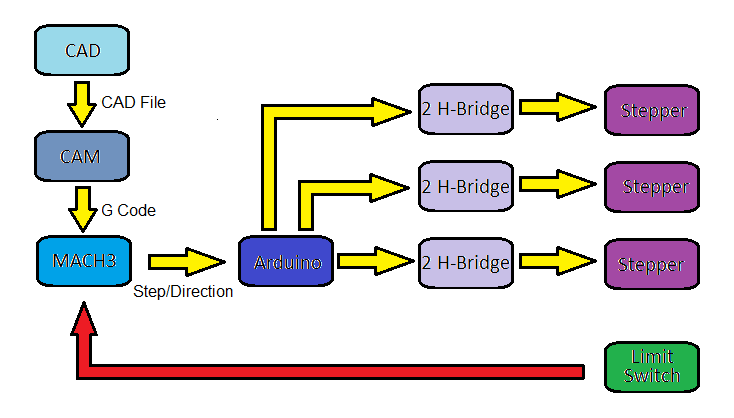 CAD
CAD File
CAM
G Code
MACH3
Step/Direction
Arduino
2 H-Bridge
Stepper
2 H-Bridge
Stepper
2 H-Bridge
Stepper
Limit
Switch